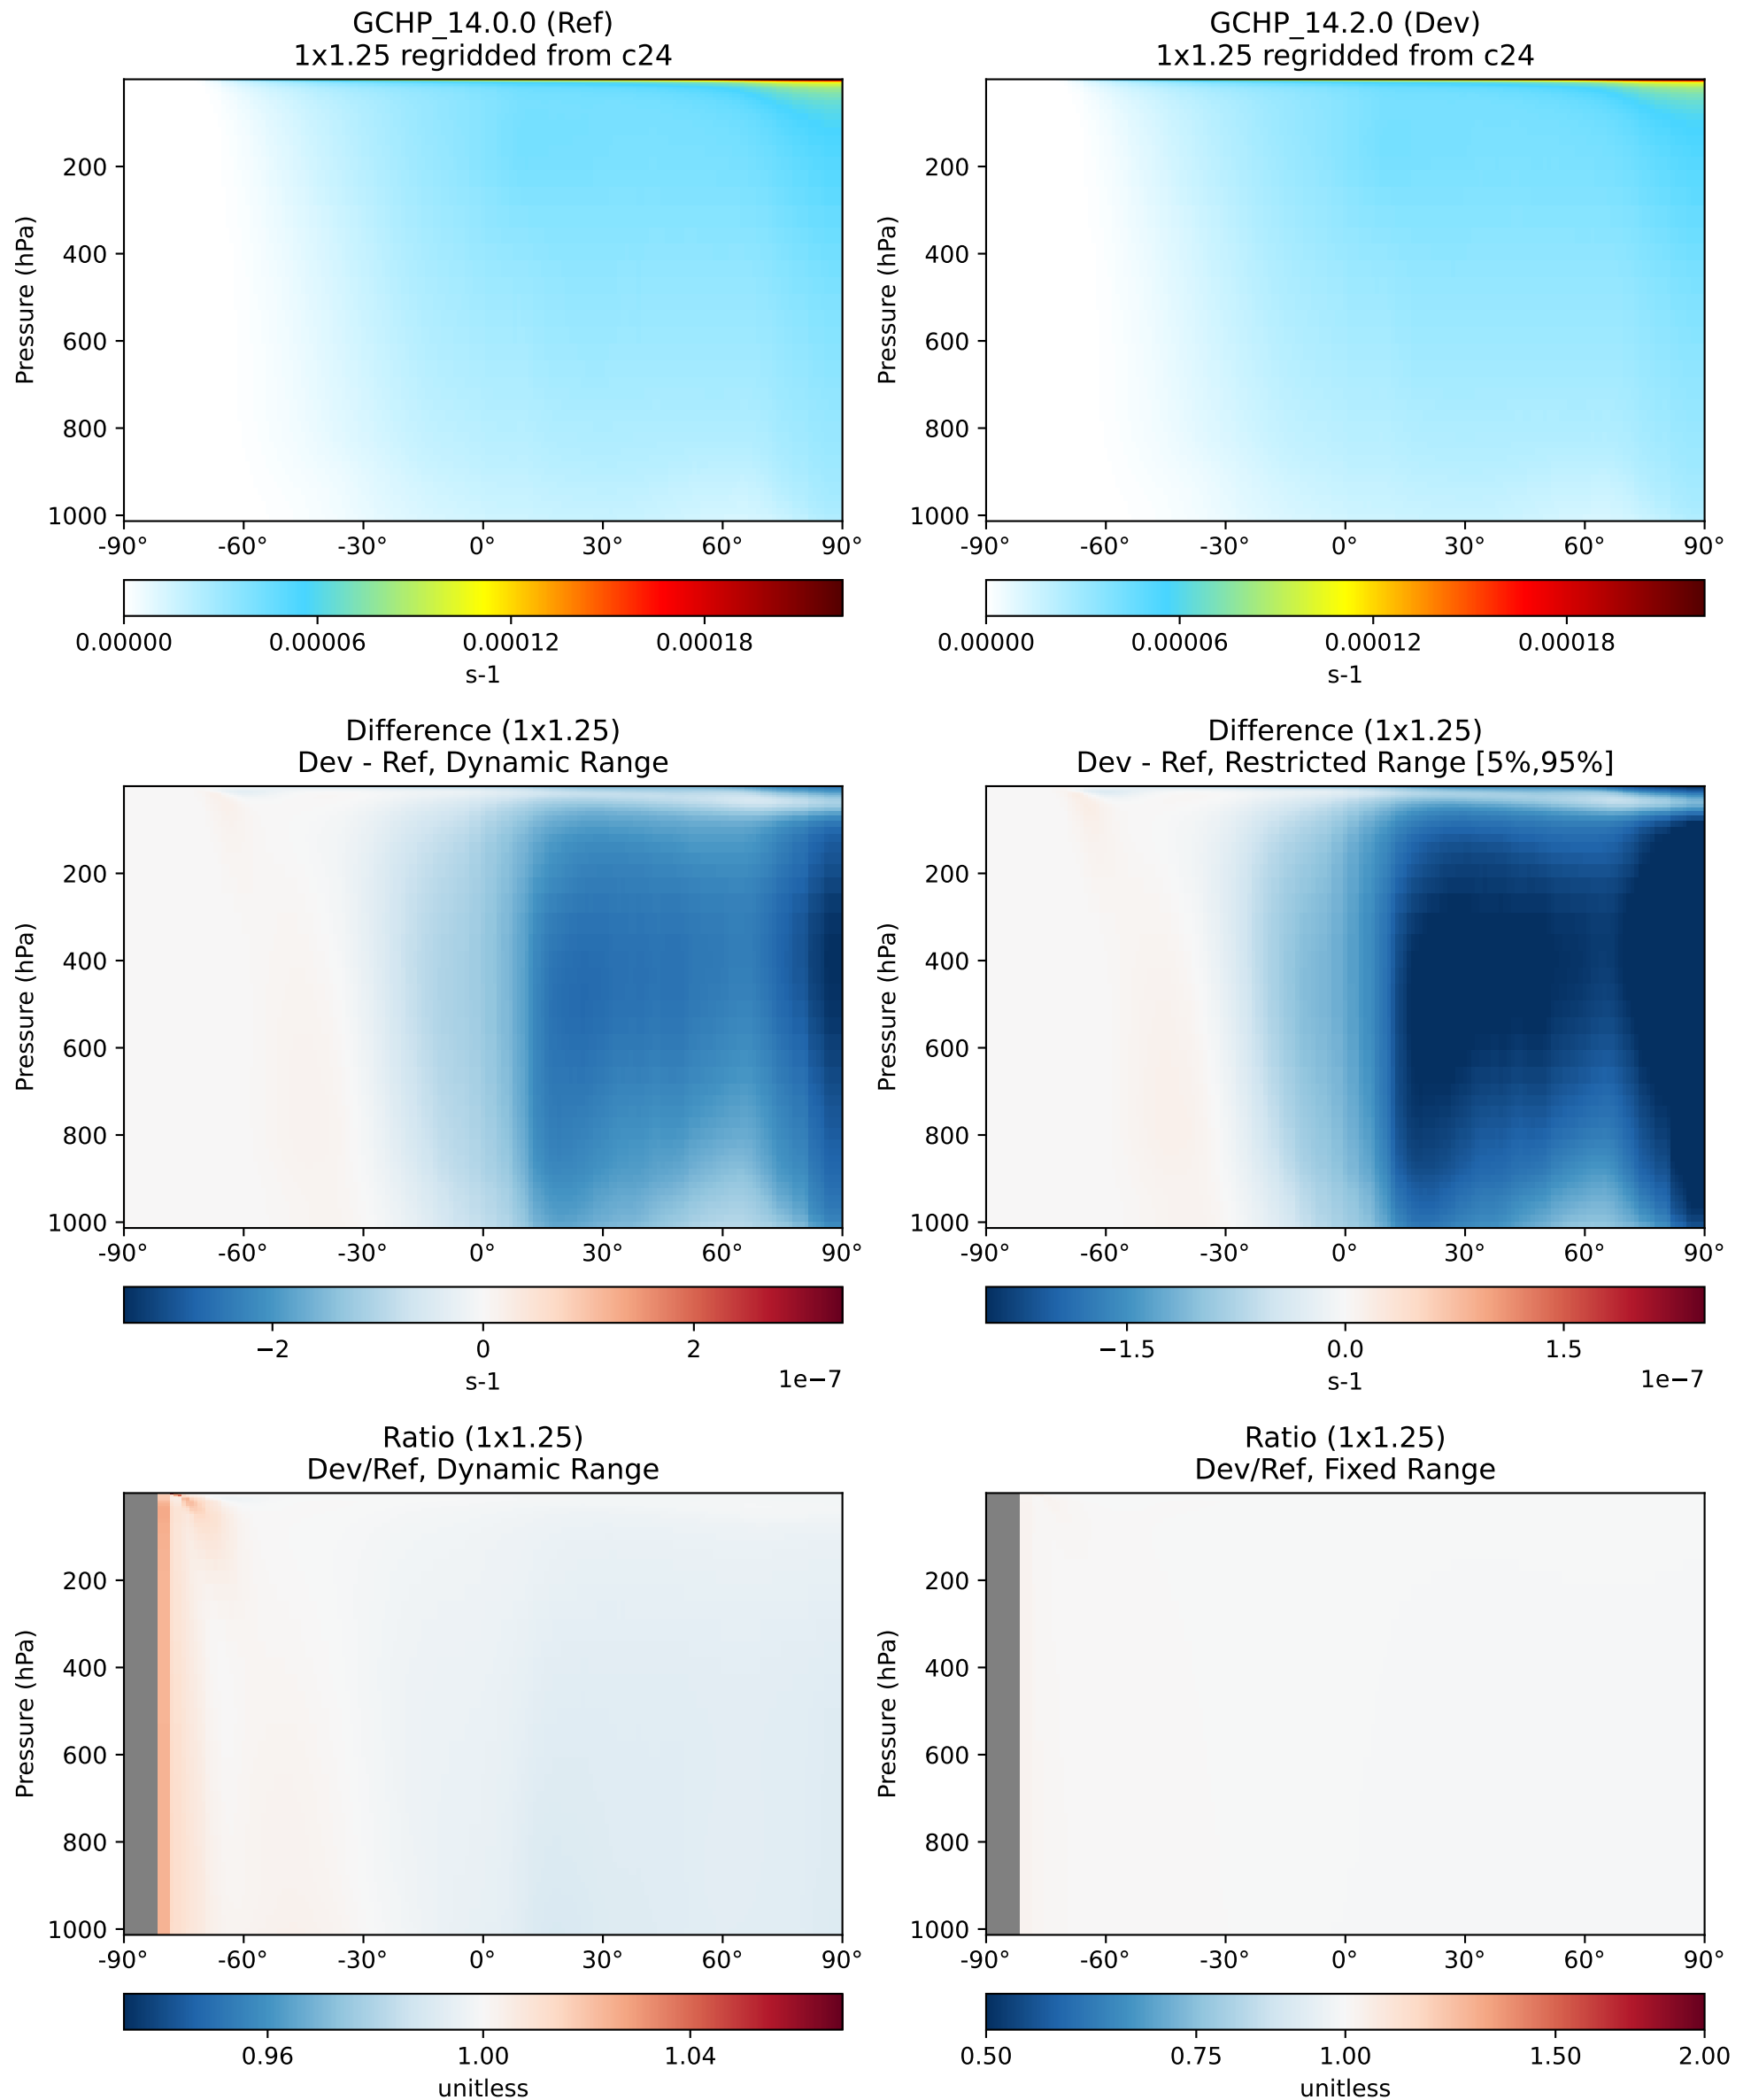 GCHP_14.0.0 (Ref)
1x1.25 regridded from c24
Pressure (hPa)
200
400
600
800
1000
-90° -60° -30° 0° 30° 60° 90°
0.00000 0.00006 0.00012 0.00018
s-1
GCHP_14.2.0 (Dev)
1x1.25 regridded from c24
Pressure (hPa)
200
400
600
800
1000
-90° -60° -30° 0° 30° 60° 90°
0.00000 0.00006 0.00012 0.00018
s-1
Difference (1x1.25)
Dev - Ref, Dynamic Range
Pressure (hPa)
200
400
600
800
1000
-90° -60° -30° 0° 30° 60° 90°
−2 0 2
s-1 1e−7
Difference (1x1.25)
Dev - Ref, Restricted Range [5%,95%]
Pressure (hPa)
200
400
600
800
1000
-90° -60° -30° 0° 30° 60° 90°
−1.5 0.0 1.5
s-1 1e−7
Ratio (1x1.25)
Dev/Ref, Dynamic Range
Pressure (hPa)
200
400
600
800
1000
-90° -60° -30° 0° 30° 60° 90°
0.96 1.00 1.04
unitless
Ratio (1x1.25)
Dev/Ref, Fixed Range
Pressure (hPa)
200
400
600
800
1000
-90° -60° -30° 0° 30° 60° 90°
0.50 0.75 1.00 1.50 2.00
unitless